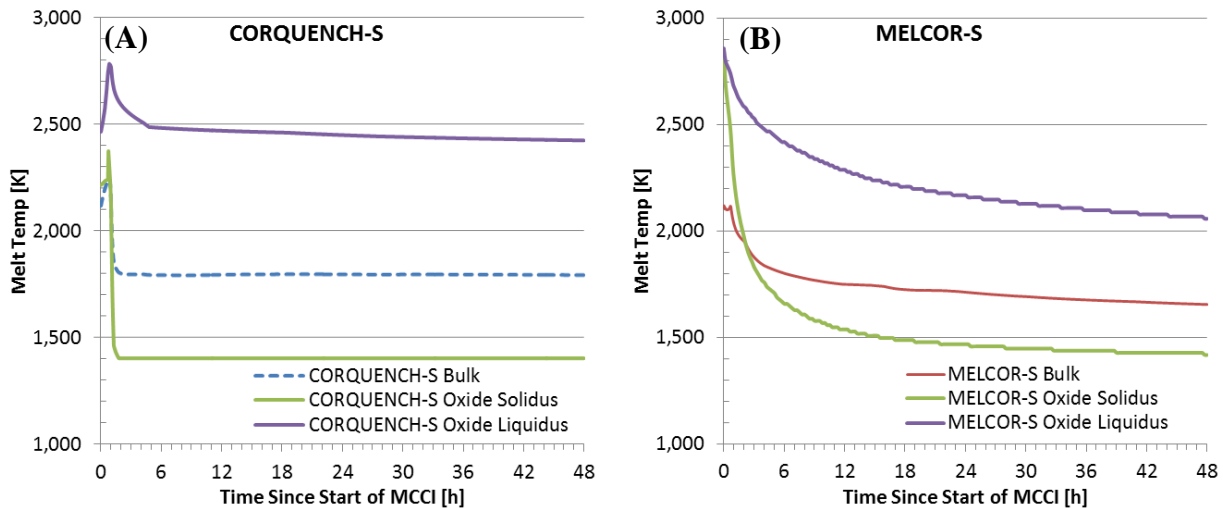 (A) CORQUENCH-S
3,000
2,500
2,000
1,500
1,000
Melt Temp [K]
CORQUENCH-S Bulk
CORQUENCH-S Oxide Solidus
CORQUENCH-S Oxide Liquidus
0 6 12 18 24 30 36 42 48
Time Since Start of MCCI [h]
(B) MELCOR-S
3,000
2,500
2,000
1,500
1,000
Melt Temp [K]
MELCOR-S Bulk
MELCOR-S Oxide Solidus
MELCOR-S Oxide Liquidus
0 6 12 18 24 30 36 42 48
Time Since Start of MCCI [h]